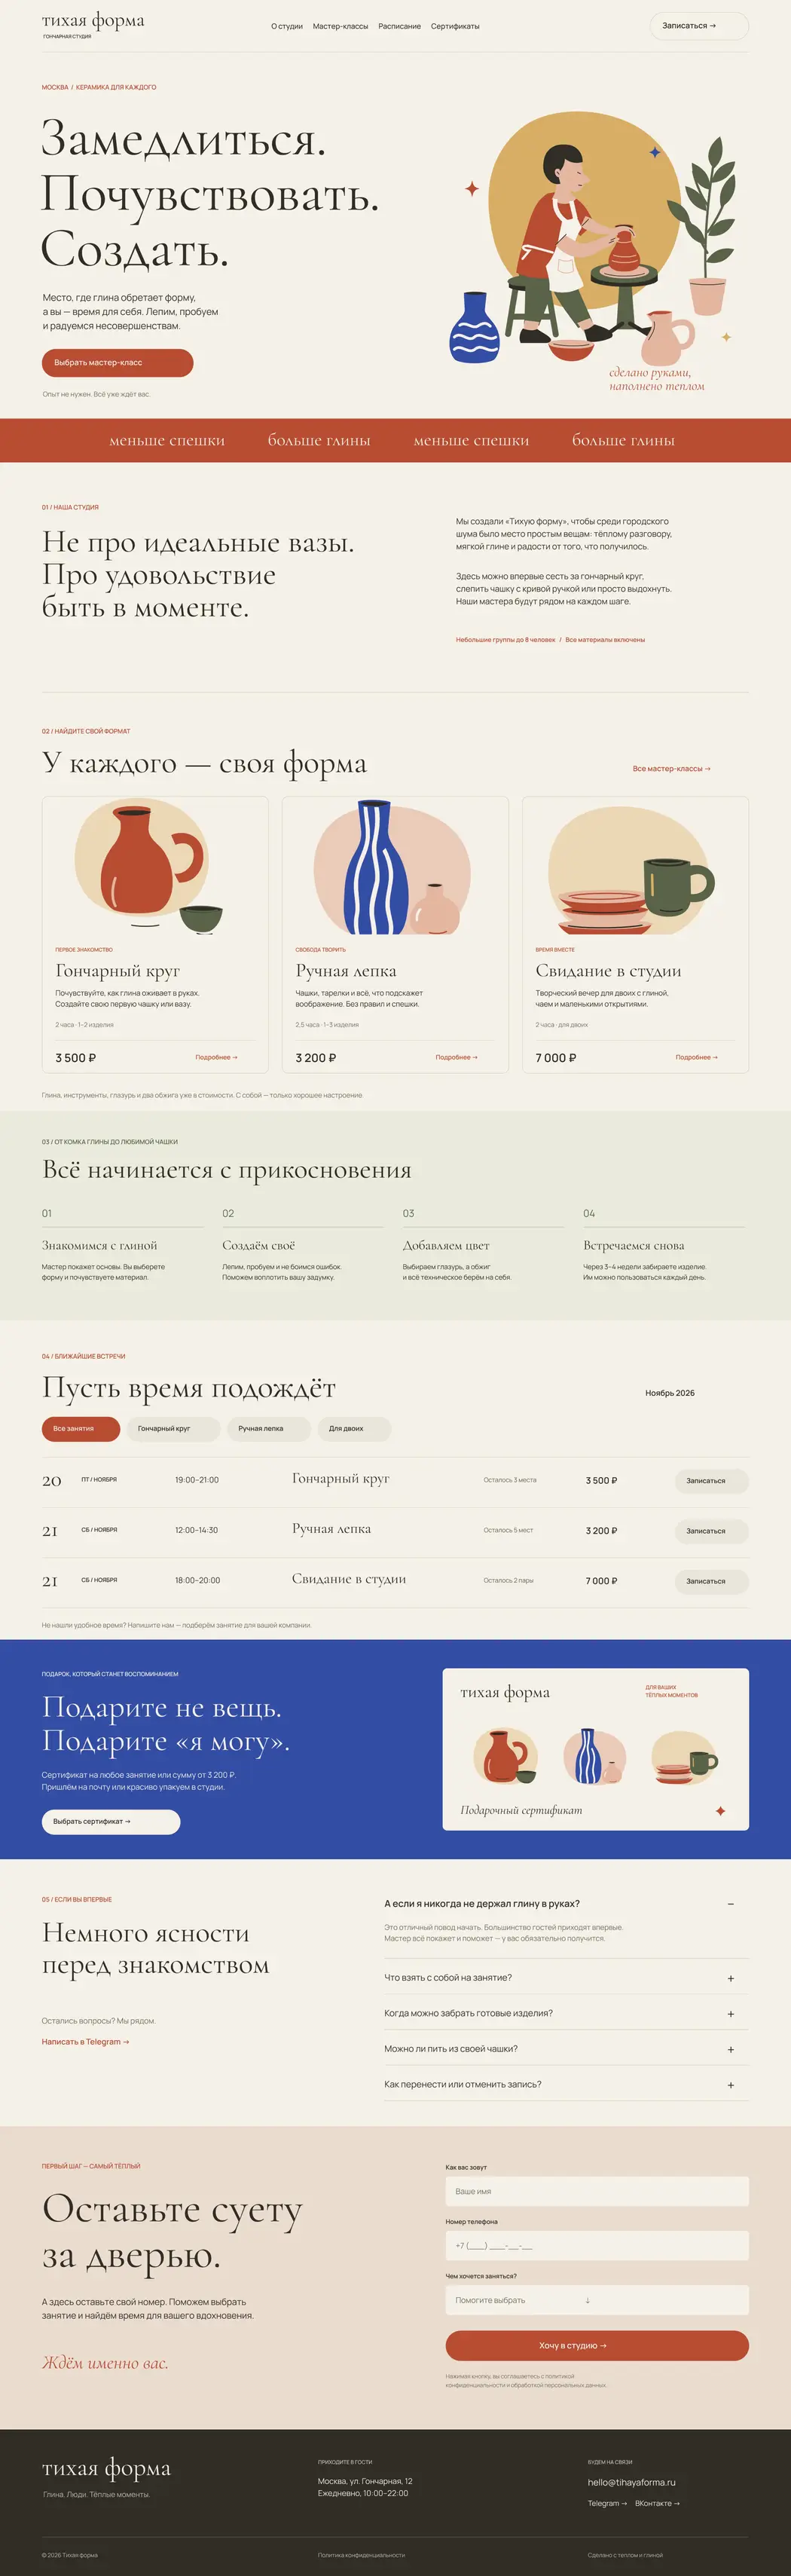 тихая форма
ГОНЧАРНАЯ СТУДИЯ
О студии Мастер-классы Расписание Сертификаты
Записаться →
МОСКВА / КЕРАМИКА ДЛЯ КАЖДОГО
Замедлиться.
Почувствовать.
Создать.
Место, где глина обретает форму,
а вы — время для себя. Лепим, пробуем
и радуемся несовершенствам.
Выбрать мастер-класс
Опыт не нужен. Всё уже ждёт вас.
сделано руками,
наполнено теплом
меньше спешки больше глины меньше спешки больше глины
01 / НАША СТУДИЯ
Не про идеальные вазы.
Про удовольствие
быть в моменте.
Мы создали «Тихую форму», чтобы среди городского
шума было место простым вещам: тёплому разговору,
мягкой глине и радости от того, что получилось.
Здесь можно впервые сесть за гончарный круг,
слепить чашку с кривой ручкой или просто выдохнуть.
Наши мастера будут рядом на каждом шаге.
Небольшие группы до 8 человек / Все материалы включены
02 / НАЙДИТЕ СВОЙ ФОРМАТ
У каждого — своя форма
Все мастер-классы →
ПЕРВОЕ ЗНАКОМСТВО
Гончарный круг
Почувствуйте, как глина оживает в руках.
Создайте свою первую чашку или вазу.
2 часа · 1–2 изделия
3 500 ₽
Подробнее →
СВОБОДА ТВОРИТЬ
Ручная лепка
Чашки, тарелки и всё, что подскажет
воображение. Без правил и спешки.
2,5 часа · 1–3 изделия
3 200 ₽
Подробнее →
ВРЕМЯ ВМЕСТЕ
Свидание в студии
Творческий вечер для двоих с глиной,
чаем и маленькими открытиями.
2 часа · для двоих
7 000 ₽
Подробнее →
Глина, инструменты, глазурь и два обжига уже в стоимости. С собой — только хорошее настроение.
03 / ОТ КОМКА ГЛИНЫ ДО ЛЮБИМОЙ ЧАШКИ
Всё начинается с прикосновения
01
Знакомимся с глиной
Мастер покажет основы. Вы выберете
форму и почувствуете материал.
02
Создаём своё
Лепим, пробуем и не боимся ошибок.
Поможем воплотить вашу задумку.
03
Добавляем цвет
Выбираем глазурь, а обжиг
и всё техническое берём на себя.
04
Встречаемся снова
Через 3–4 недели забираете изделие.
Им можно пользоваться каждый день.
04 / БЛИЖАЙШИЕ ВСТРЕЧИ
Пусть время подождёт
Ноябрь 2026
Все занятия Гончарный круг Ручная лепка Для двоих
20 ПТ / НОЯБРЯ 19:00–21:00 Гончарный круг Осталось 3 места 3 500 ₽ Записаться
21 СБ / НОЯБРЯ 12:00–14:30 Ручная лепка Осталось 5 мест 3 200 ₽ Записаться
21 СБ / НОЯБРЯ 18:00–20:00 Свидание в студии Осталось 2 пары 7 000 ₽ Записаться
Не нашли удобное время? Напишите нам — подберём занятие для вашей компании.
ПОДАРОК, КОТОРЫЙ СТАНЕТ ВОСПОМИНАНИЕМ
Подарите не вещь.
Подарите «я могу».
Сертификат на любое занятие или сумму от 3 200 ₽.
Пришлём на почту или красиво упакуем в студии.
Выбрать сертификат →
тихая форма
ДЛЯ ВАШИХ
ТЁПЛЫХ МОМЕНТОВ
Подарочный сертификат
05 / ЕСЛИ ВЫ ВПЕРВЫЕ
Немного ясности
перед знакомством
Остались вопросы? Мы рядом.
Написать в Telegram →
А если я никогда не держал глину в руках? −
Это отличный повод начать. Большинство гостей приходят впервые.
Мастер всё покажет и поможет — у вас обязательно получится.
Что взять с собой на занятие? +
Когда можно забрать готовые изделия? +
Можно ли пить из своей чашки? +
Как перенести или отменить запись? +
ПЕРВЫЙ ШАГ — САМЫЙ ТЁПЛЫЙ
Оставьте суету
за дверью.
А здесь оставьте свой номер. Поможем выбрать
занятие и найдём время для вашего вдохновения.
Ждём именно вас.
Как вас зовут
Ваше имя
Номер телефона
+7 (___) ___-__-__
Чем хочется заняться?
Помогите выбрать ↓
Хочу в студию →
Нажимая кнопку, вы соглашаетесь с политикой
конфиденциальности и обработкой персональных данных.
тихая форма
Глина. Люди. Тёплые моменты.
ПРИХОДИТЕ В ГОСТИ
Москва, ул. Гончарная, 12
Ежедневно, 10:00–22:00
БУДЕМ НА СВЯЗИ
hello@tihayaforma.ru
Telegram → ВКонтакте →
© 2026 Тихая форма
Политика конфиденциальности
Сделано с теплом и глиной